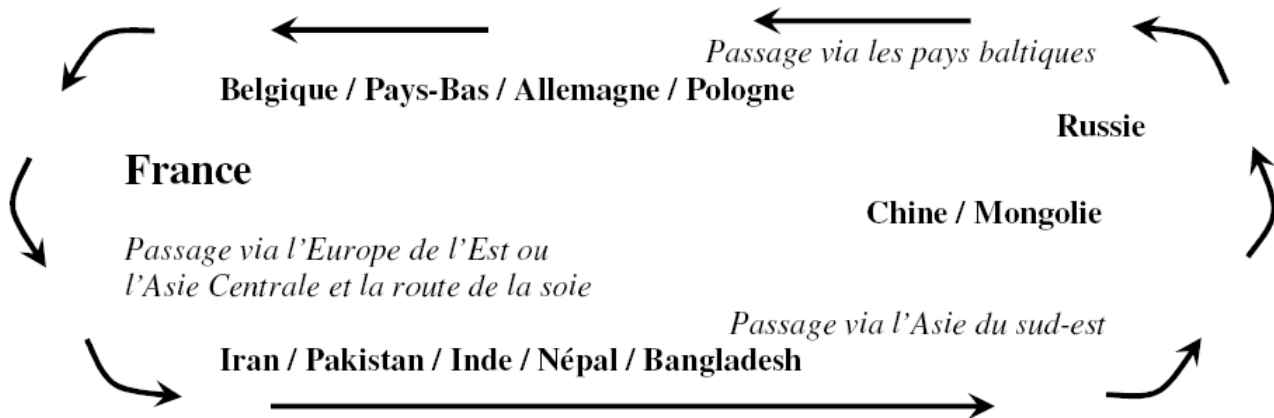 Passage via les pays baltiques
Belgique / Pays-Bas / Allemagne / Pologne
Russie
France
Chine / Mongolie
Passage via l'Europe de l'Est ou
l'Asie Centrale et la route de la soie
Passage via l'Asie du sud-est
Iran / Pakistan / Inde / Népal / Bangladesh